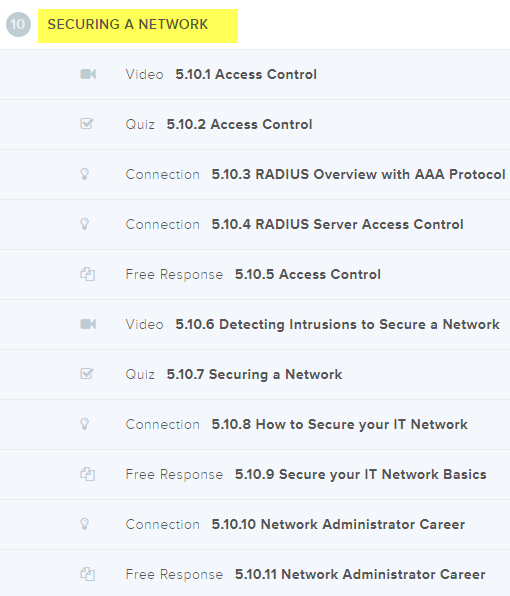 10 SECURING A NETWORK
Video 5.10.1 Access Control
Quiz 5.10.2 Access Control
Connection 5.10.3 RADIUS Overview with AAA Protocol
Connection 5.10.4 RADIUS Server Access Control
Free Response 5.10.5 Access Control
Video 5.10.6 Detecting Intrusions to Secure a Network
Quiz 5.10.7 Securing a Network
Connection 5.10.8 How to Secure your IT Network
Free Response 5.10.9 Secure your IT Network Basics
Connection 5.10.10 Network Administrator Career
Free Response 5.10.11 Network Administrator Career